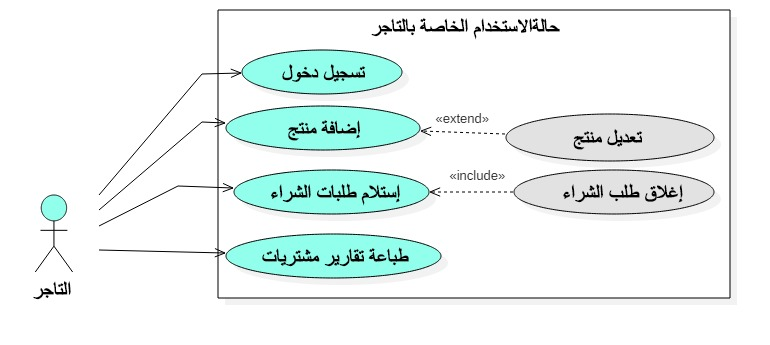 حالةالاستخدام الخاصة بالتاجر
تسجيل دخول
إضافة منتج
«extend»
تعديل منتج
إستلام طلبات الشراء
«include»
إغلاق طلب الشراء
طباعة تقارير مشتريات
التاجر